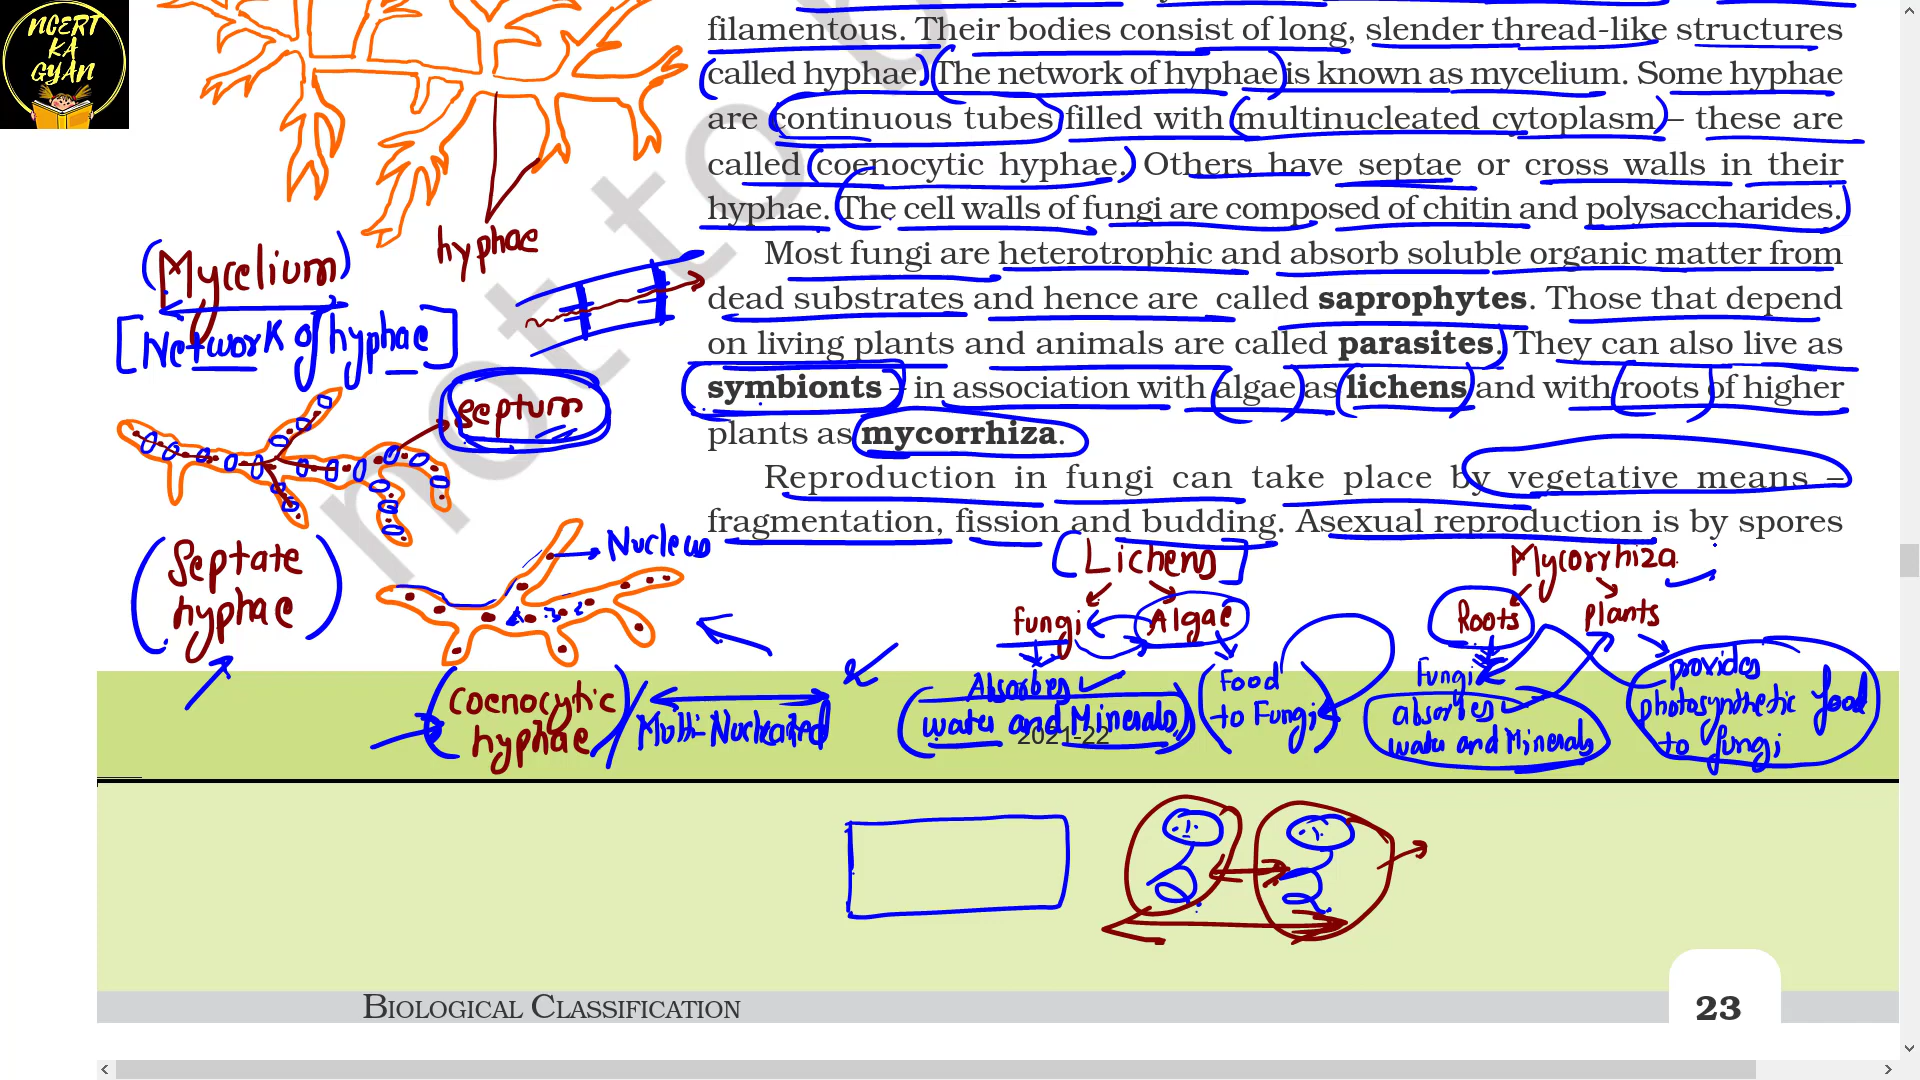 NCERT
KA
GYAN
filamentous. Their bodies consist of long, slender thread-like structures
called hyphae. The network of hyphae is known as mycelium. Some hyphae
are continuous tubes filled with multinucleated cytoplasm – these are
called coenocytic hyphae. Others have septae or cross walls in their
hyphae. The cell walls of fungi are composed of chitin and polysaccharides.
Most fungi are heterotrophic and absorb soluble organic matter from
dead substrates and hence are called saprophytes. Those that depend
on living plants and animals are called parasites. They can also live as
symbionts – in association with algae as lichens and with roots of higher
plants as mycorrhiza.
Reproduction in fungi can take place by vegetative means –
fragmentation, fission and budding. Asexual reproduction is by spores
hyphae
(Mycelium)
[Network of hyphae]
septum
(Septate
hyphae)
Nucleus
(Coenocytic
hyphae) / Multi-Nucleated
[Lichens]
fungi Algae
Absorbes
water and Minerals
Food
to Fungi
Mycorrhiza
Roots plants
Fungi
absorbes
water and Minerals
provides
photosynthetic food
to fungi
2021-22
BIOLOGICAL CLASSIFICATION
23
not to